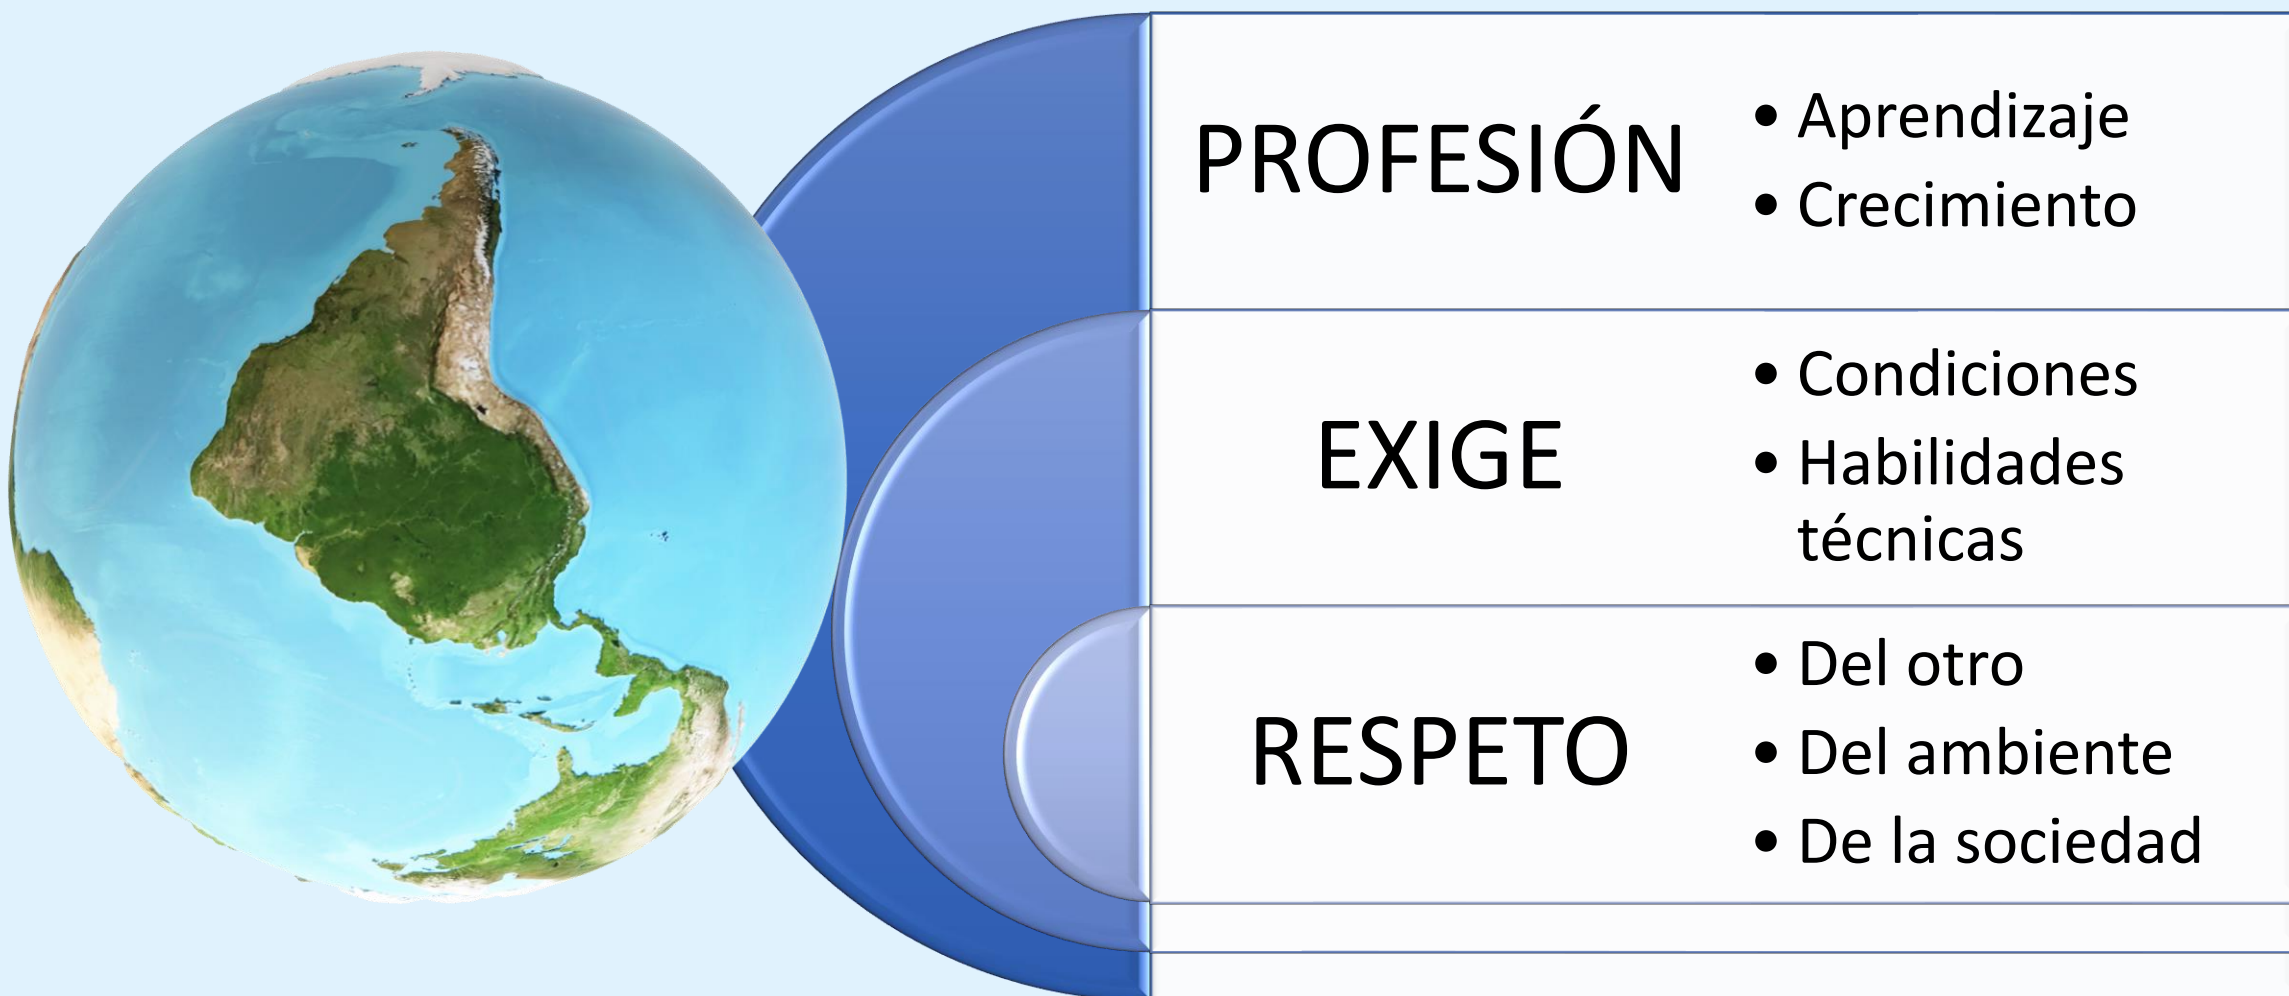 PROFESIÓN
• Aprendizaje
• Crecimiento
EXIGE
• Condiciones
• Habilidades
técnicas
RESPETO
• Del otro
• Del ambiente
• De la sociedad